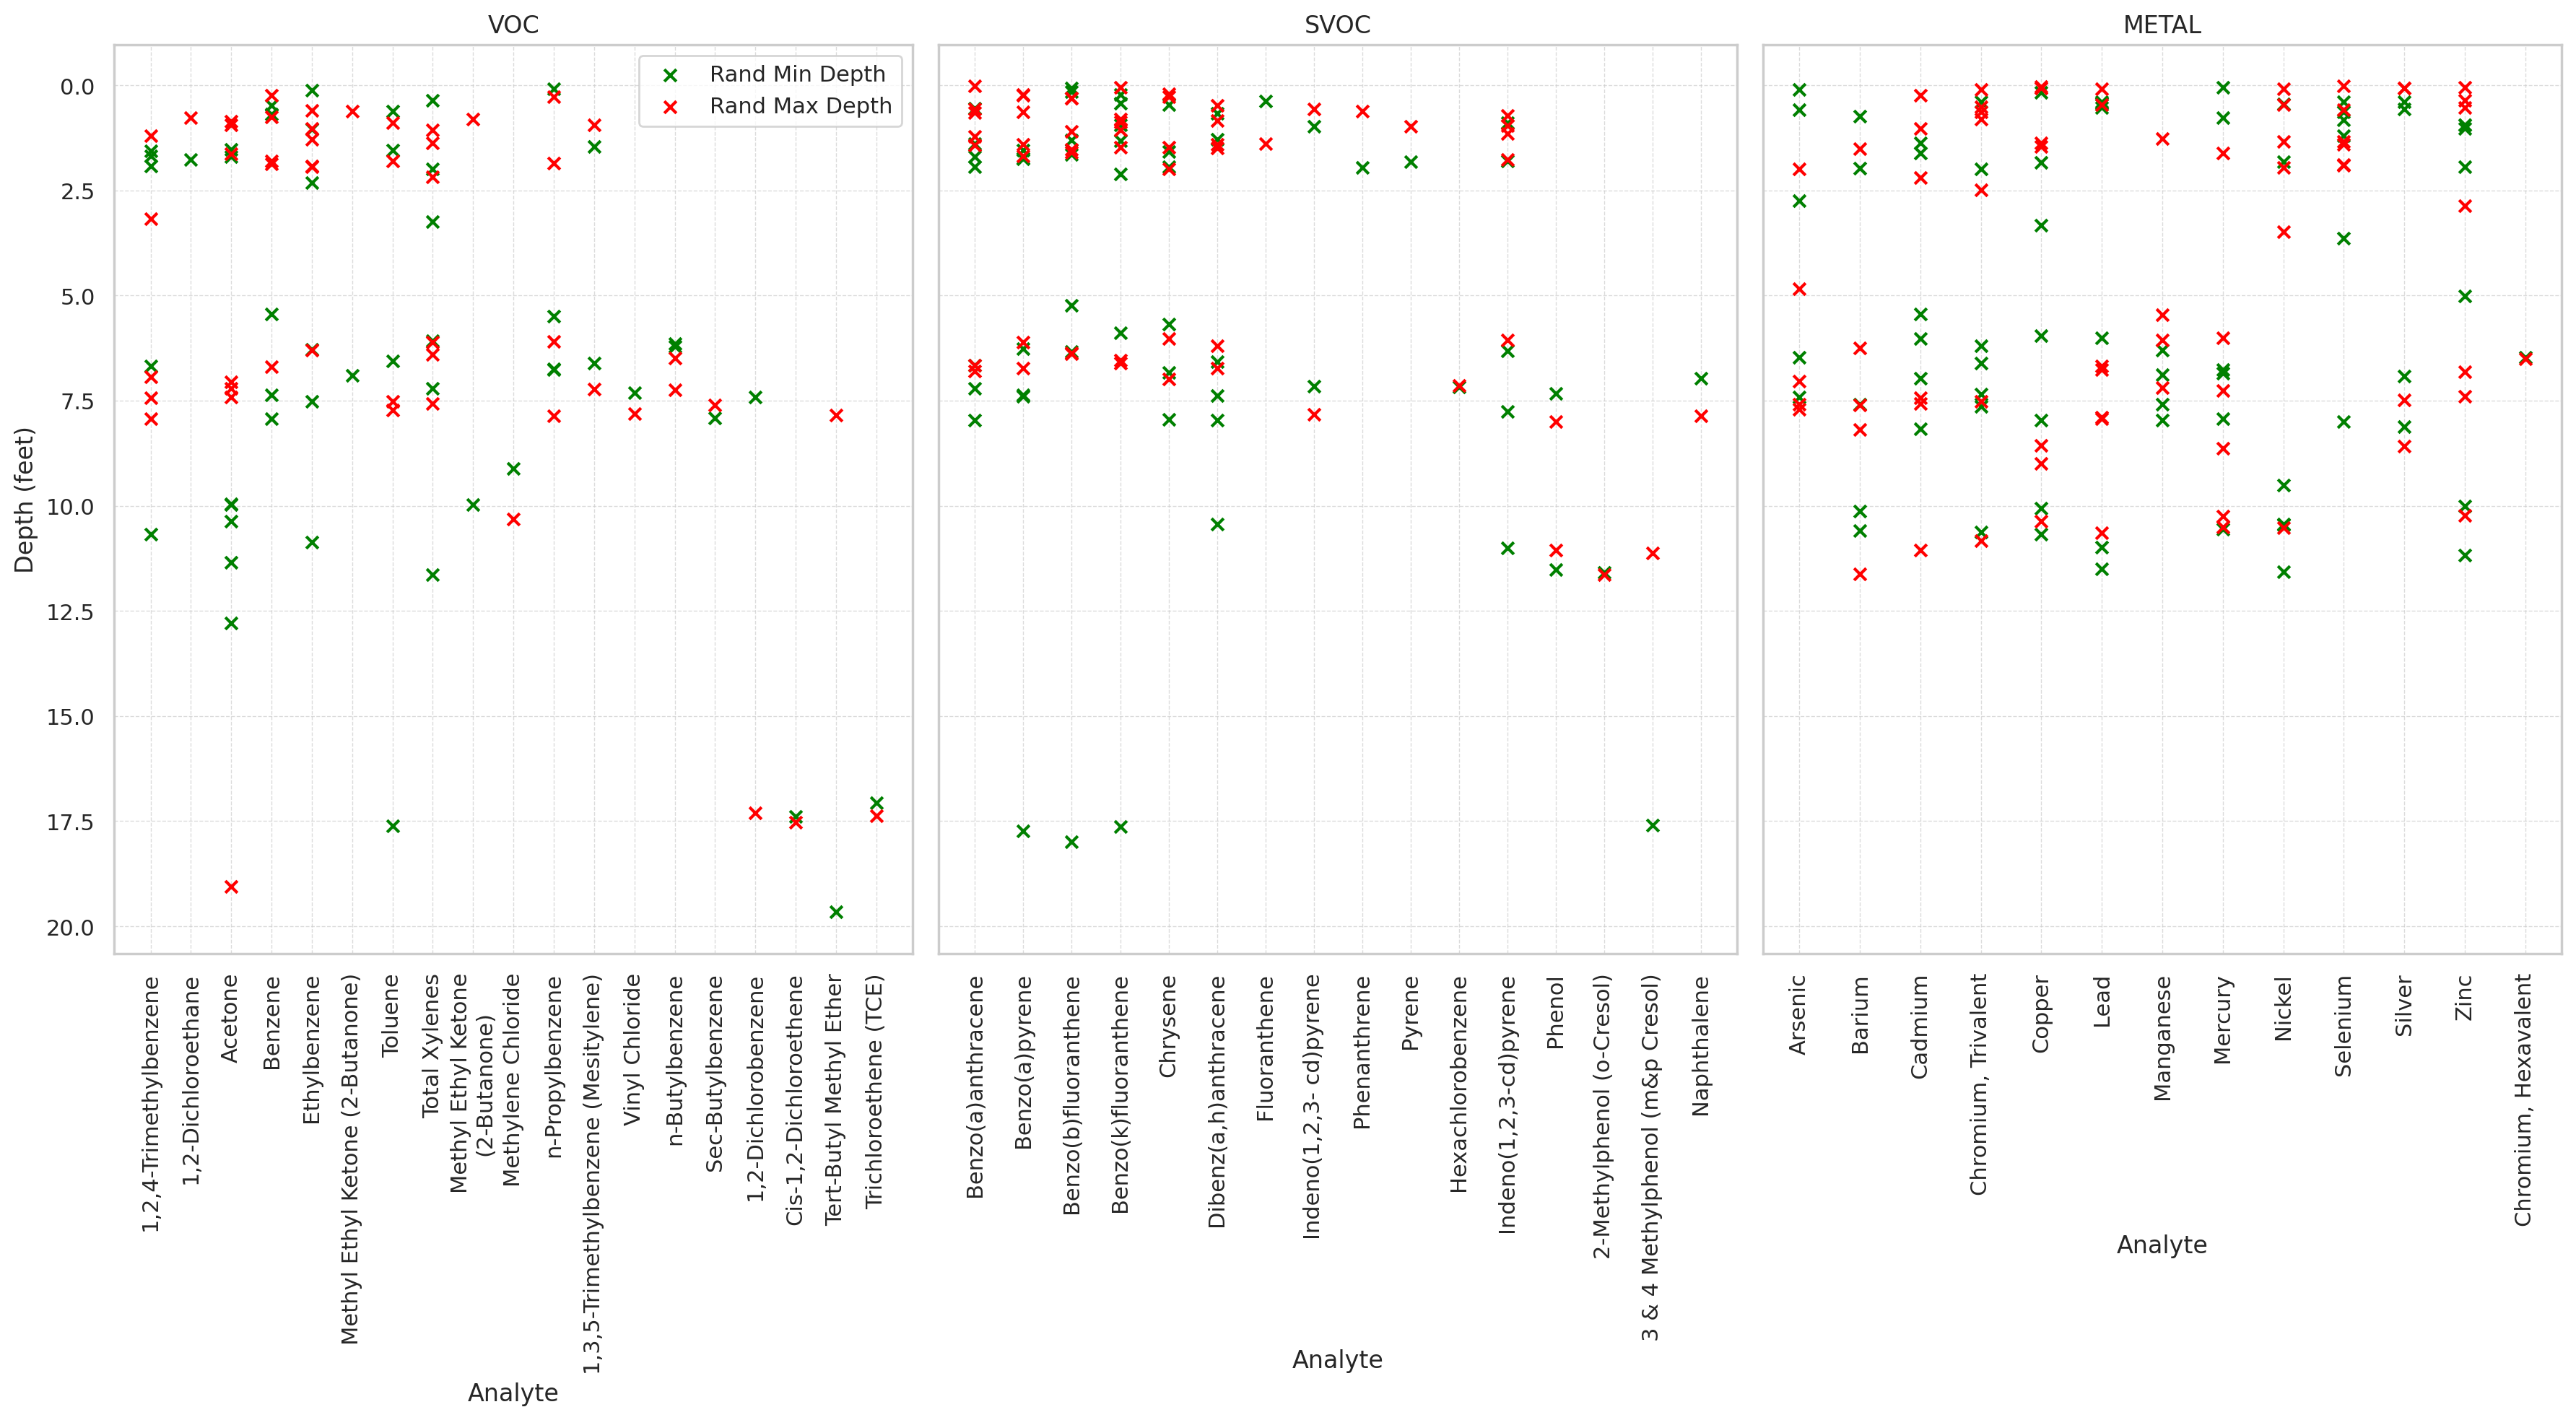 VOC
SVOC
METAL
Rand Min Depth
Rand Max Depth
Depth (feet)
0.0
2.5
5.0
7.5
10.0
12.5
15.0
17.5
20.0
1,2,4-Trimethylbenzene
1,2-Dichloroethane
Acetone
Benzene
Ethylbenzene
Methyl Ethyl Ketone (2-Butanone)
Toluene
Total Xylenes
Methyl Ethyl Ketone
(2-Butanone)
Methylene Chloride
n-Propylbenzene
1,3,5-Trimethylbenzene (Mesitylene)
Vinyl Chloride
n-Butylbenzene
Sec-Butylbenzene
1,2-Dichlorobenzene
Cis-1,2-Dichloroethene
Tert-Butyl Methyl Ether
Trichloroethene (TCE)
Analyte
Benzo(a)anthracene
Benzo(a)pyrene
Benzo(b)fluoranthene
Benzo(k)fluoranthene
Chrysene
Dibenz(a,h)anthracene
Fluoranthene
Indeno(1,2,3- cd)pyrene
Phenanthrene
Pyrene
Hexachlorobenzene
Indeno(1,2,3-cd)pyrene
Phenol
2-Methylphenol (o-Cresol)
3 & 4 Methylphenol (m&p Cresol)
Naphthalene
Analyte
Arsenic
Barium
Cadmium
Chromium, Trivalent
Copper
Lead
Manganese
Mercury
Nickel
Selenium
Silver
Zinc
Chromium, Hexavalent
Analyte